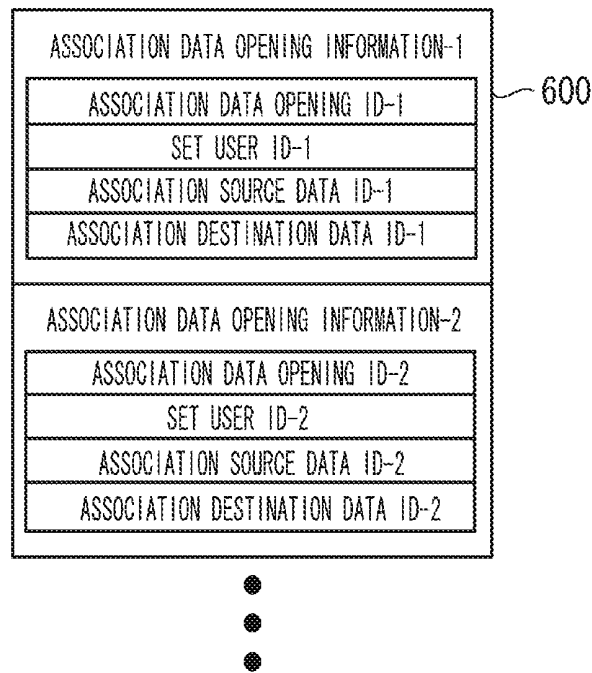 ASSOCIATION DATA OPENING INFORMATION-1
600
ASSOCIATION DATA OPENING ID-1
SET USER ID-1
ASSOCIATION SOURCE DATA ID-1
ASSOCIATION DESTINATION DATA ID-1
ASSOCIATION DATA OPENING INFORMATION-2
ASSOCIATION DATA OPENING ID-2
SET USER ID-2
ASSOCIATION SOURCE DATA ID-2
ASSOCIATION DESTINATION DATA ID-2